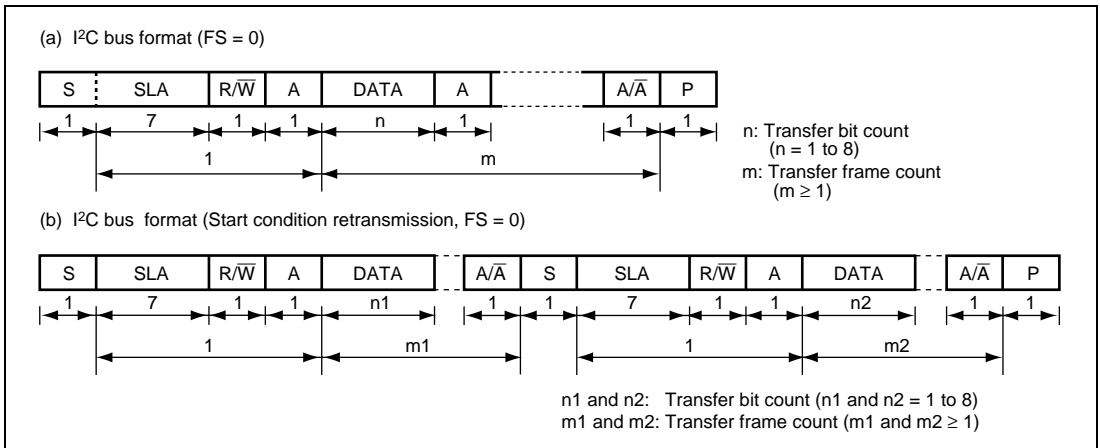 (a) I²C bus format (FS = 0)
S SLA R/W̅ A DATA A A/A̅ P
1 7 1 1 n 1 1 1
1 m
n: Transfer bit count
(n = 1 to 8)
m: Transfer frame count
(m ≥ 1)
(b) I²C bus format (Start condition retransmission, FS = 0)
S SLA R/W̅ A DATA A/A̅ S SLA R/W̅ A DATA A/A̅ P
1 7 1 1 n1 1 1 7 1 1 n2 1 1
1 m1 1 m2
n1 and n2: Transfer bit count (n1 and n2 = 1 to 8)
m1 and m2: Transfer frame count (m1 and m2 ≥ 1)